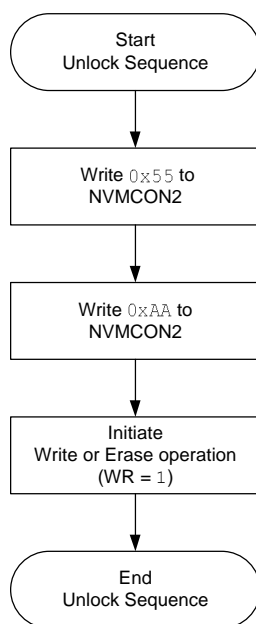 Start
Unlock Sequence
Write 0x55 to
NVMCON2
Write 0xAA to
NVMCON2
Initiate
Write or Erase operation
(WR = 1)
End
Unlock Sequence